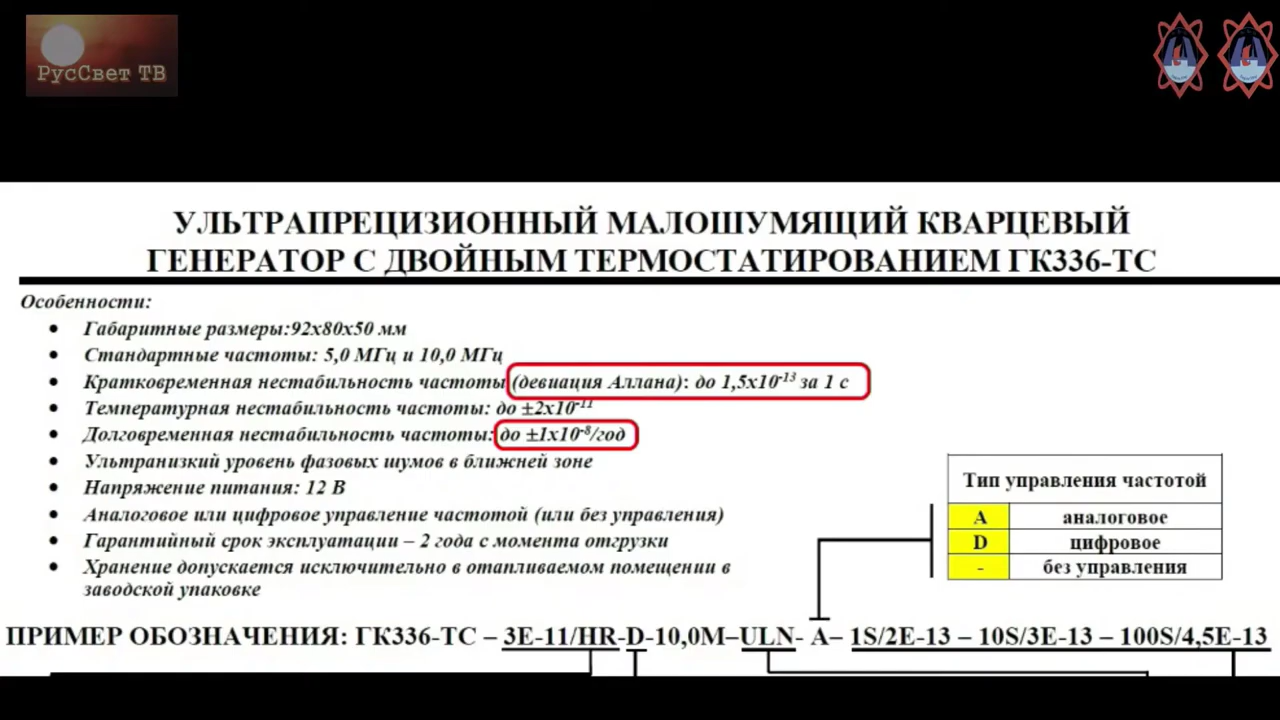 РусСвет ТВ
УЛЬТРАПРЕЦИЗИОННЫЙ МАЛОШУМЯЩИЙ КВАРЦЕВЫЙ
ГЕНЕРАТОР С ДВОЙНЫМ ТЕРМОСТАТИРОВАНИЕМ ГК336-ТС
Особенности:
• Габаритные размеры:92х80х50 мм
• Стандартные частоты: 5,0 МГц и 10,0 МГц
• Кратковременная нестабильность частоты (девиация Аллана): до 1,5х10⁻¹³ за 1 с
• Температурная нестабильность частоты: до ±2х10⁻¹¹
• Долговременная нестабильность частоты: до ±1х10⁻⁸/год
• Ультранизкий уровень фазовых шумов в ближней зоне
• Напряжение питания: 12 В
• Аналоговое или цифровое управление частотой (или без управления)
• Гарантийный срок эксплуатации – 2 года с момента отгрузки
• Хранение допускается исключительно в отапливаемом помещении в
заводской упаковке
Тип управления частотой
A аналоговое
D цифровое
- без управления
ПРИМЕР ОБОЗНАЧЕНИЯ: ГК336-ТС – 3E-11/HR-D-10,0M–ULN- A– 1S/2E-13 – 10S/3E-13 – 100S/4,5E-13